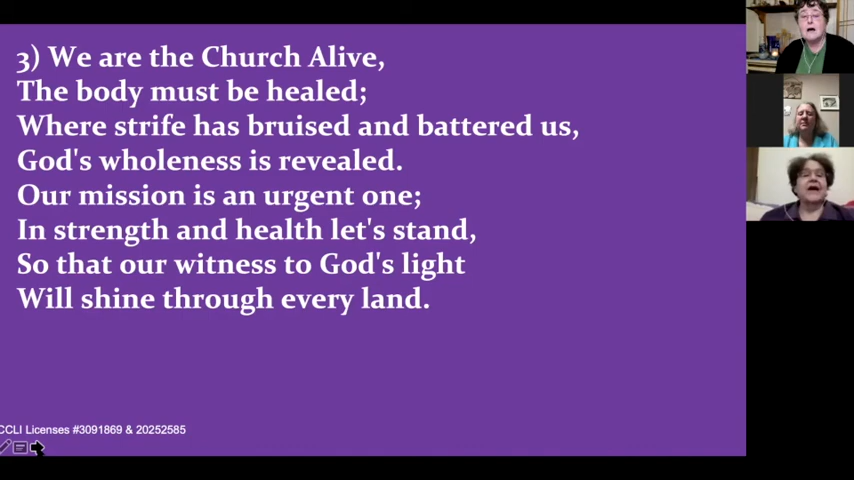 3) We are the Church Alive,
The body must be healed;
Where strife has bruised and battered us,
God's wholeness is revealed.
Our mission is an urgent one;
In strength and health let's stand,
So that our witness to God's light
Will shine through every land.
CCLI Licenses #3091869 & 20252585